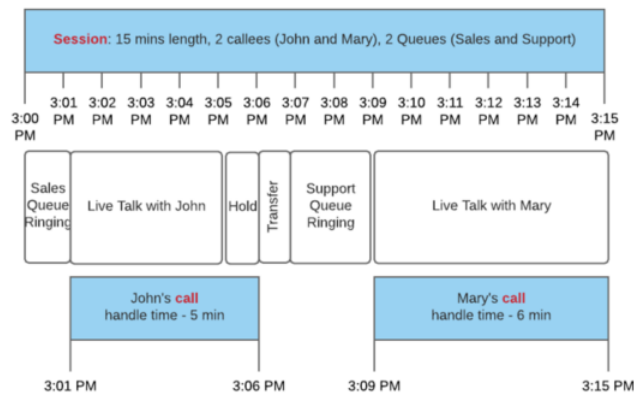 Session: 15 mins length, 2 callees (John and Mary), 2 Queues (Sales and Support)
3:00 PM
3:01 PM
3:02 PM
3:03 PM
3:04 PM
3:05 PM
3:06 PM
3:07 PM
3:08 PM
3:09 PM
3:10 PM
3:11 PM
3:12 PM
3:13 PM
3:14 PM
3:15 PM
Sales
Queue
Ringing
Live Talk with John
Hold
Transfer
Support
Queue
Ringing
Live Talk with Mary
John's call
handle time - 5 min
Mary's call
handle time - 6 min
3:01 PM
3:06 PM
3:09 PM
3:15 PM